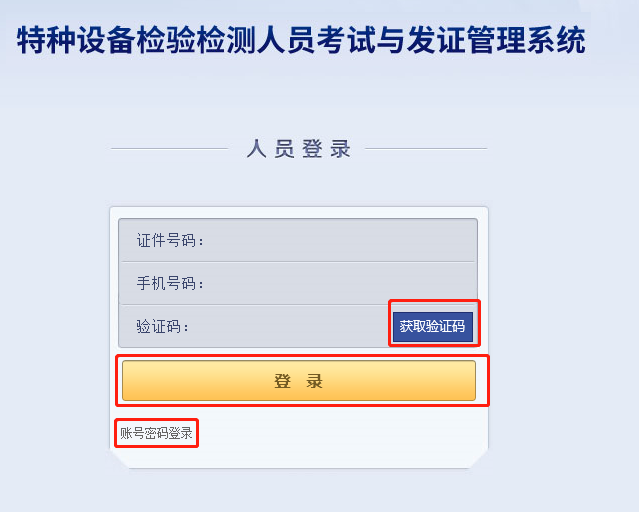 特种设备检验检测人员考试与发证管理系统
人员登录
证件号码：
手机号码：
验证码：
获取验证码
登 录
账号密码登录